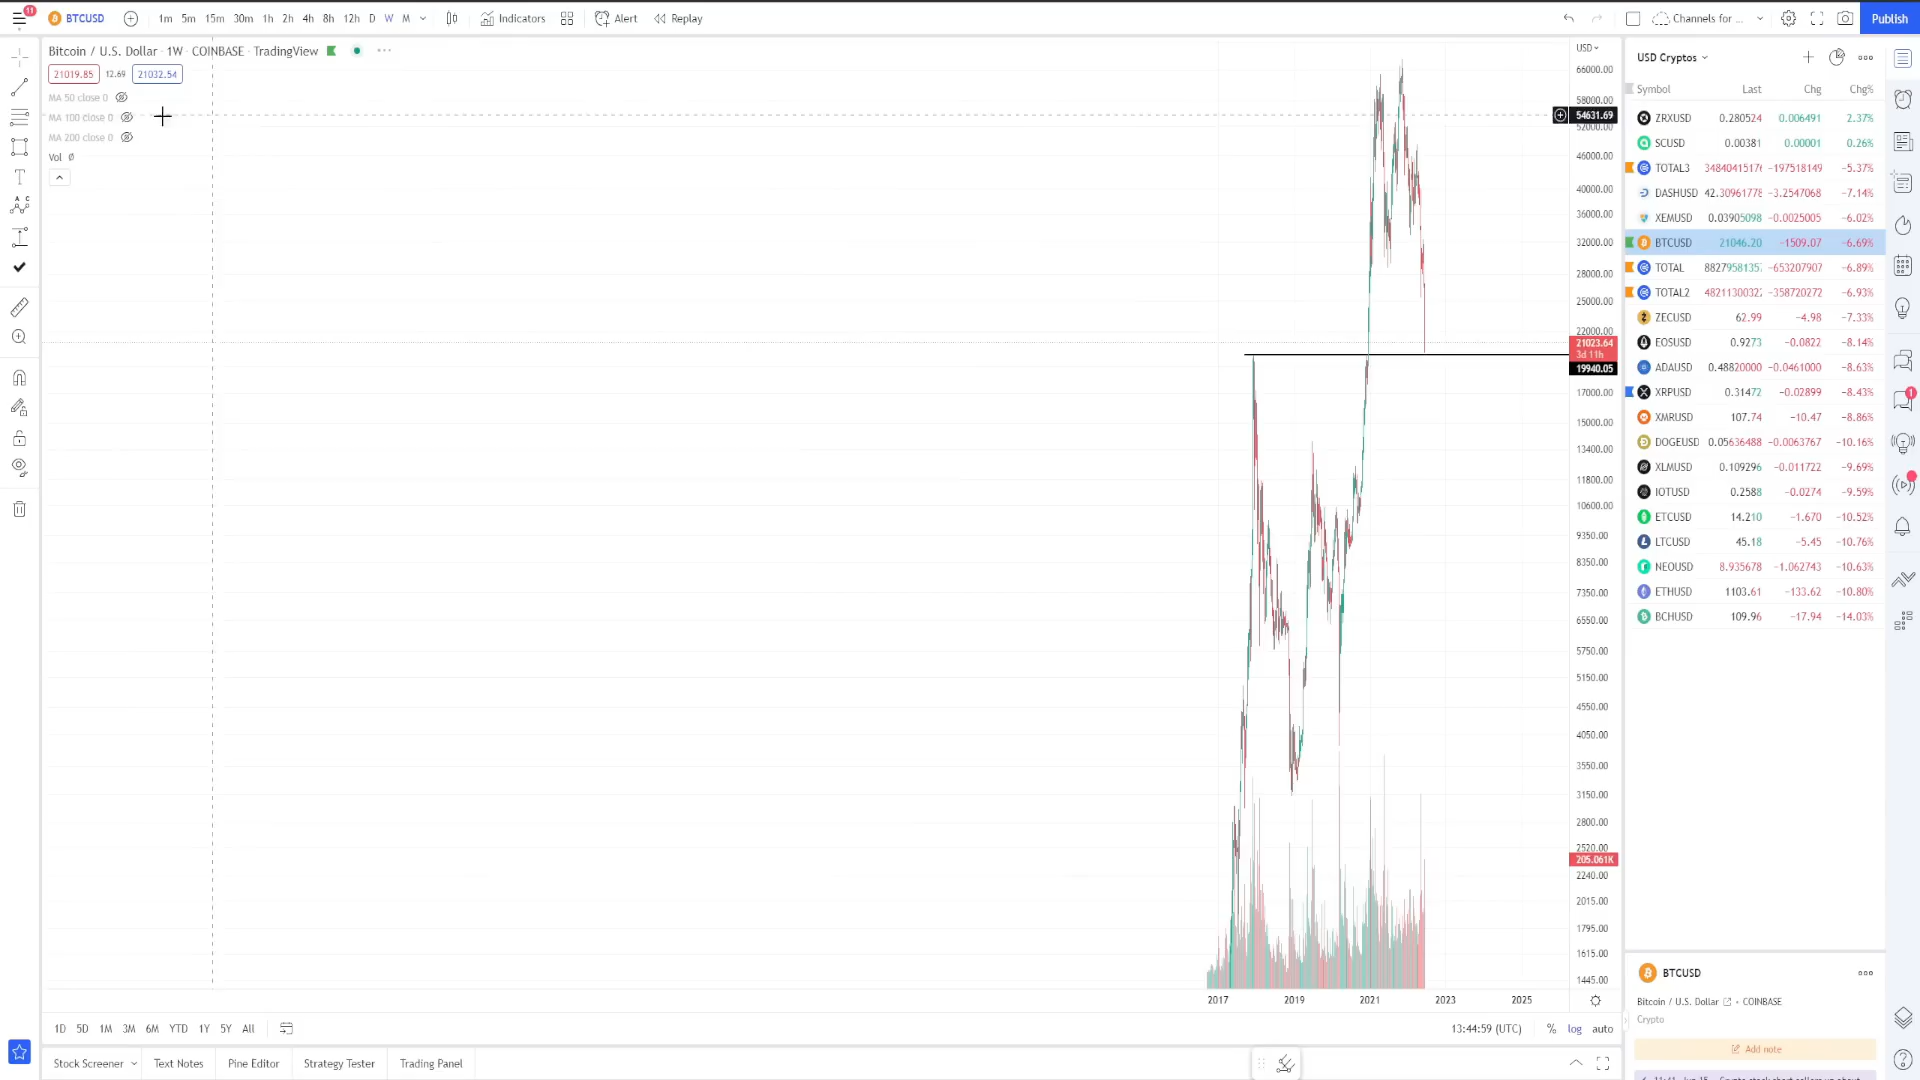 11
BTCUSD
1m 5m 15m 30m 1h 2h 4h 8h 12h D W M
Indicators
Alert
Replay
Channels for ...
Publish
Bitcoin / U.S. Dollar · 1W · COINBASE · TradingView
21019.85 12.69 21032.54
MA 50 close 0
MA 100 close 0
MA 200 close 0
Vol
USD
66000.00
58000.00
54631.69
52000.00
46000.00
40000.00
36000.00
32000.00
28000.00
25000.00
22000.00
21023.64
3d 11h
19940.05
17000.00
15000.00
13400.00
11800.00
10600.00
9350.00
8350.00
7350.00
6550.00
5750.00
5150.00
4550.00
4050.00
3550.00
3150.00
2800.00
2520.00
205.061K
2240.00
2015.00
1795.00
1615.00
1445.00
2017 2019 2021 2023 2025
1D 5D 1M 3M 6M YTD 1Y 5Y All
13:44:59 (UTC) % log auto
Stock Screener Text Notes Pine Editor Strategy Tester Trading Panel
USD Cryptos
Symbol Last Chg Chg%
ZRXUSD 0.280524 0.006491 2.37%
SCUSD 0.00381 0.00001 0.26%
TOTAL3 34840415176 −197518149 −5.37%
DASHUSD 42.30961778 −3.2547068 −7.14%
XEMUSD 0.03905098 −0.0025005 −6.02%
BTCUSD 21046.20 −1509.07 −6.69%
TOTAL −653207907 −6.89%
TOTAL2 −358720272 −6.93%
ZECUSD 62.99 −4.98 −7.33%
EOSUSD 0.9273 −0.0822 −8.14%
ADAUSD 0.48820000 −0.0461000 −8.63%
XRPUSD 0.31472 −0.02899 −8.43%
XMRUSD 107.74 −10.47 −8.86%
DOGEUSD 0.05636488 −0.0063767 −10.16%
XLMUSD 0.109296 −0.011722 −9.69%
IOTUSD 0.2588 −0.0274 −9.59%
ETCUSD 14.210 −1.670 −10.52%
LTCUSD 45.18 −5.45 −10.76%
NEOUSD 8.935678 −1.062743 −10.63%
ETHUSD 1103.61 −133.62 −10.80%
BCHUSD 109.96 −17.94 −14.03%
1
BTCUSD
Bitcoin / U.S. Dollar • COINBASE
Crypto
Add note